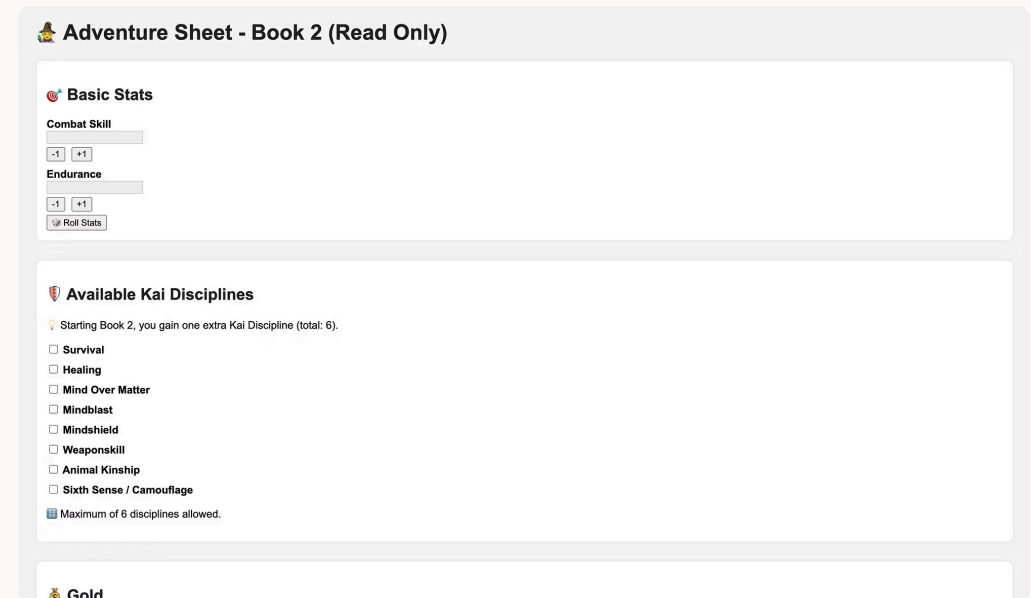 Adventure Sheet - Book 2 (Read Only)
Basic Stats
Combat Skill
-1 +1
Endurance
-1 +1
Roll Stats
Available Kai Disciplines
Starting Book 2, you gain one extra Kai Discipline (total: 6).
Survival
Healing
Mind Over Matter
Mindblast
Mindshield
Weaponskill
Animal Kinship
Sixth Sense / Camouflage
Maximum of 6 disciplines allowed.
Gold